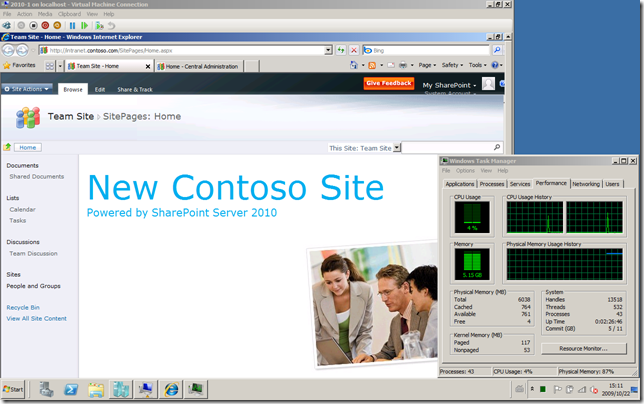 2010-1 on localhost - Virtual Machine Connection
File Action Media Clipboard View Help
Team Site - Home - Windows Internet Explorer
http://intranet.contoso.com/SitePages/Home.aspx
Bing
Favorites
Team Site - Home
Home - Central Administration
Page
Safety
Tools
Site Actions
Browse
Edit
Share & Track
Give Feedback
My SharePoint
System Account
Team Site
SitePages: Home
Home
This Site: Team Site
Documents
Shared Documents
Lists
Calendar
Tasks
Discussions
Team Discussion
Sites
People and Groups
Recycle Bin
View All Site Content
New Contoso Site
Powered by SharePoint Server 2010
Windows Task Manager
File Options View Help
Applications Processes Services Performance Networking Users
CPU Usage
CPU Usage History
4 %
Memory
Physical Memory Usage History
5.15 GB
Physical Memory (MB)
Total 6038
Cached 764
Available 761
Free 4
Kernel Memory (MB)
Paged 117
Nonpaged 53
System
Handles 13518
Threads 532
Processes 43
Up Time 0:02:26:46
Commit (GB) 5 / 11
Resource Monitor...
Processes: 43
CPU Usage: 4%
Physical Memory: 87%
Start
15:11
2009/10/22